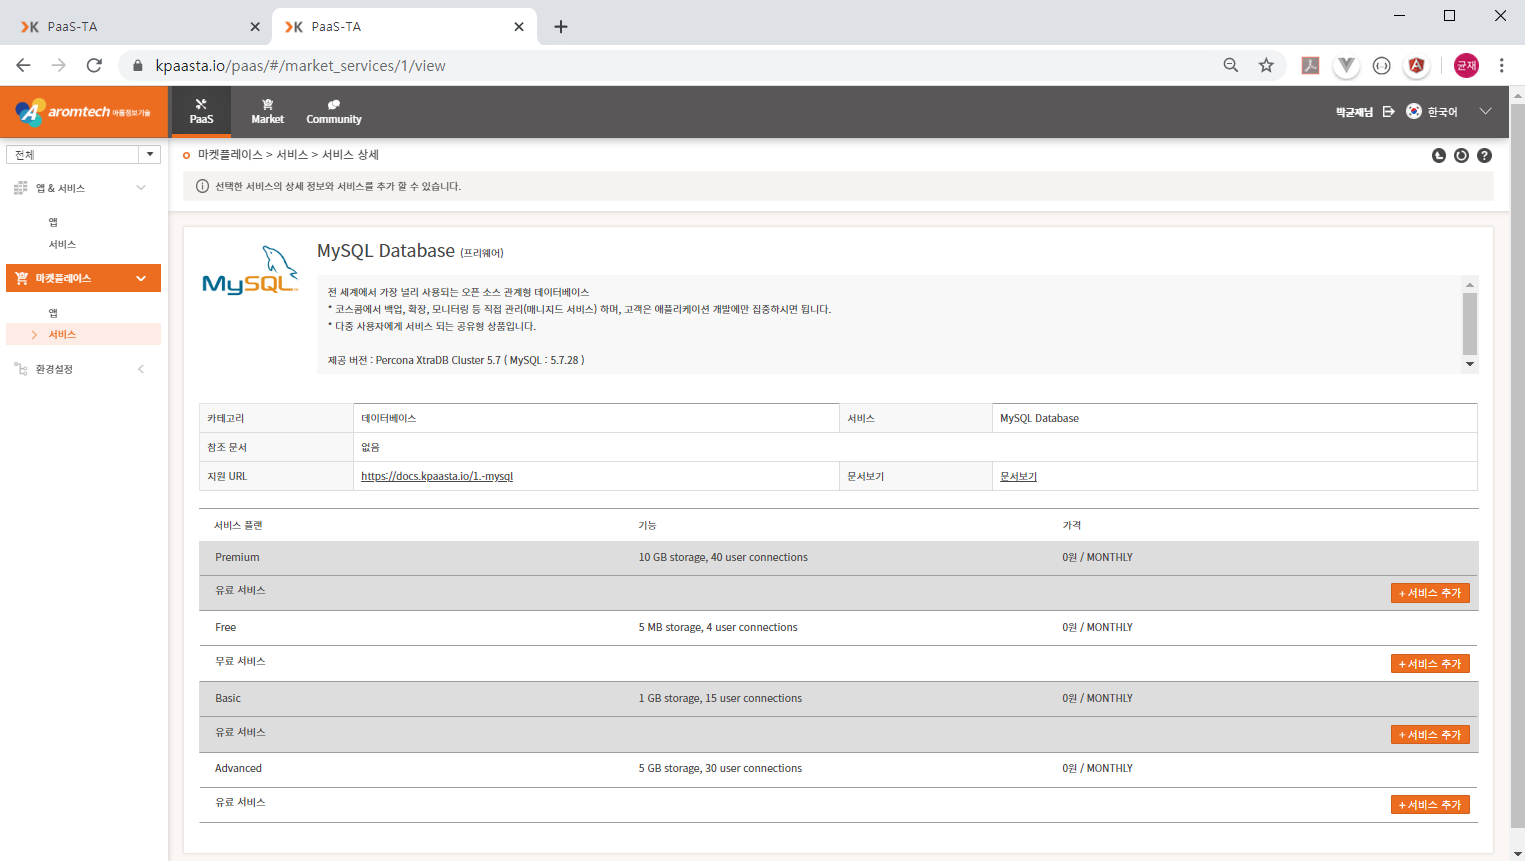 PaaS-TA
PaaS-TA
kpaasta.io/paas/#/market_services/1/view
균재
aromtech 아롬정보기술
PaaS
Market
Community
박균재님
한국어
전체
마켓플레이스 > 서비스 > 서비스 상세
선택한 서비스의 상세 정보와 서비스를 추가 할 수 있습니다.
앱 & 서비스
앱
서비스
마켓플레이스
앱
서비스
환경설정
MySQL
MySQL Database (프리웨어)
전 세계에서 가장 널리 사용되는 오픈 소스 관계형 데이터베이스
* 코스콤에서 백업, 확장, 모니터링 등 직접 관리(매니지드 서비스) 하며, 고객은 애플리케이션 개발에만 집중하시면 됩니다.
* 다중 사용자에게 서비스 되는 공유형 상품입니다.
제공 버전 : Percona XtraDB Cluster 5.7 ( MySQL : 5.7.28 )
카테고리 데이터베이스 서비스 MySQL Database
참조 문서 없음
지원 URL https://docs.kpaasta.io/1.-mysql 문서보기 문서보기
서비스 플랜 기능 가격
Premium 10 GB storage, 40 user connections 0원 / MONTHLY
유료 서비스 + 서비스 추가
Free 5 MB storage, 4 user connections 0원 / MONTHLY
무료 서비스 + 서비스 추가
Basic 1 GB storage, 15 user connections 0원 / MONTHLY
유료 서비스 + 서비스 추가
Advanced 5 GB storage, 30 user connections 0원 / MONTHLY
유료 서비스 + 서비스 추가